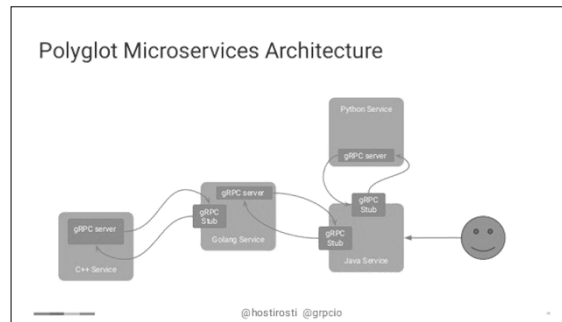 Polyglot Microservices Architecture
Python Service
gRPC server
gRPC server
gRPC
Stub
gRPC
Stub
gRPC server
gRPC
Stub
Golang Service
Java Service
C++ Service
@hostirosti @grpcio